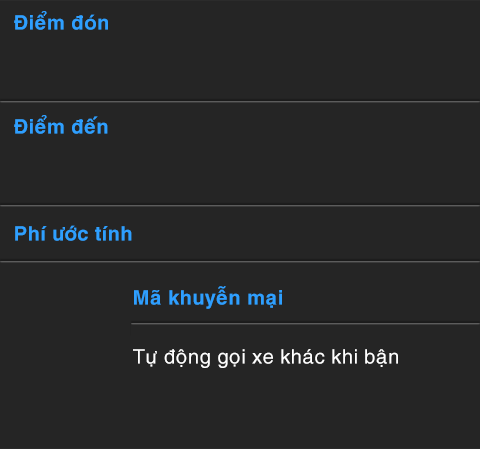 Điểm đón
Điểm đến
Phí ước tính
Mã khuyễn mại
Tự động gọi xe khác khi bận